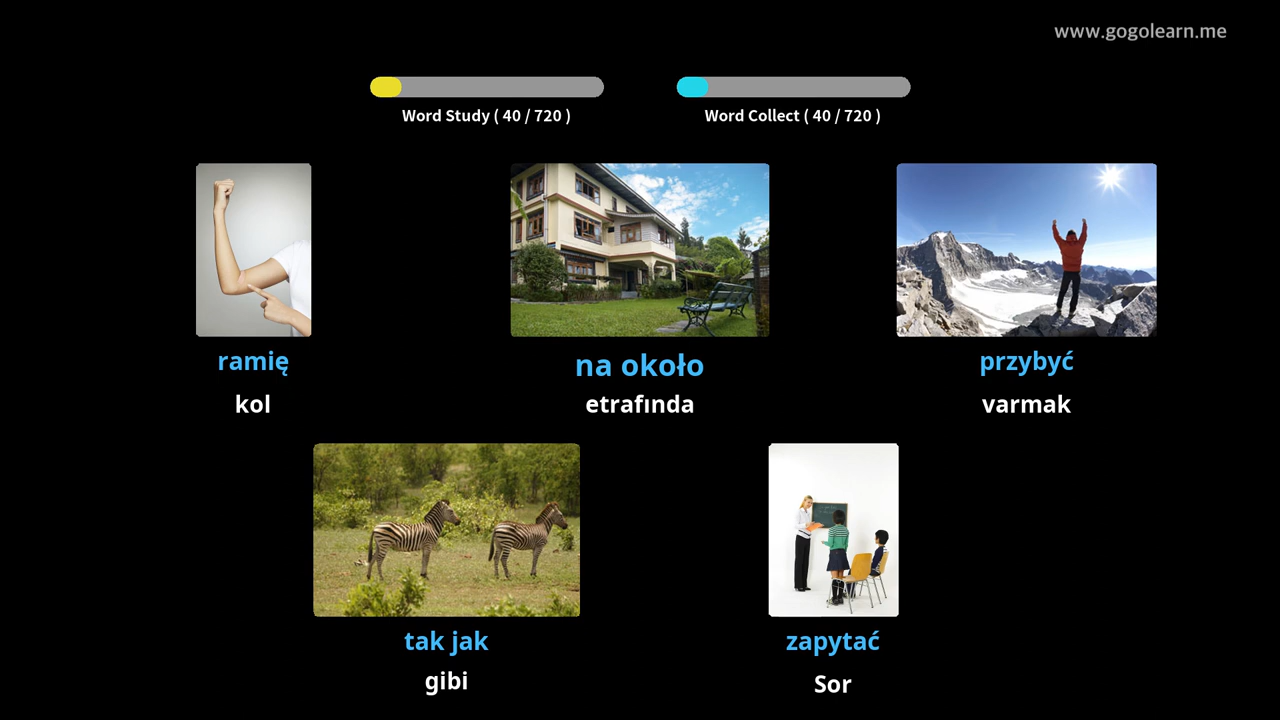 www.gogolearn.me
Word Study ( 40 / 720 )
Word Collect ( 40 / 720 )
ramię
na około
przybyć
kol
etrafında
varmak
tak jak
zapytać
gibi
Sor